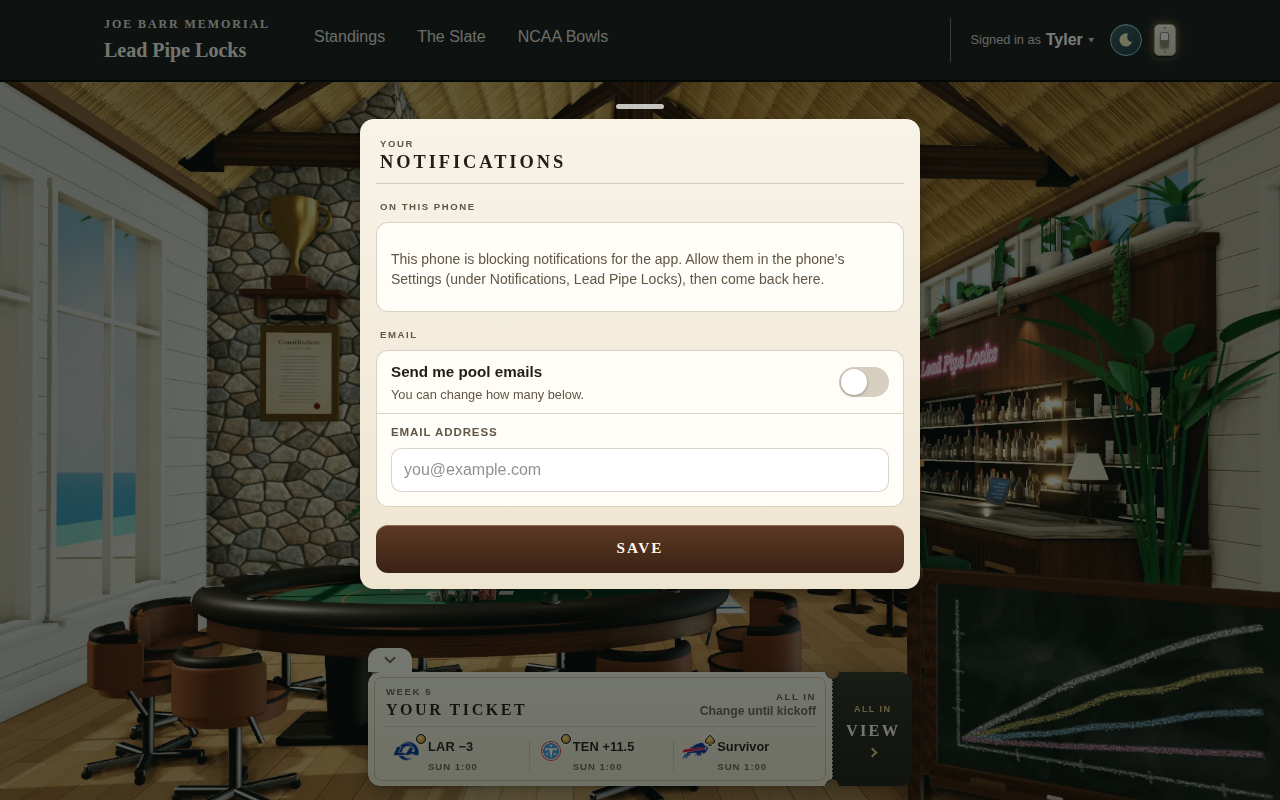 JOE BARR MEMORIAL
Lead Pipe Locks
Standings
The Slate
NCAA Bowls
Signed in as Tyler
YOUR
NOTIFICATIONS
ON THIS PHONE
This phone is blocking notifications for the app. Allow them in the phone’s
Settings (under Notifications, Lead Pipe Locks), then come back here.
EMAIL
Send me pool emails
You can change how many below.
EMAIL ADDRESS
you@example.com
SAVE
Constitution
Lead Pipe Locks
WEEK 5
YOUR TICKET
ALL IN
Change until kickoff
LAR −3
SUN 1:00
TEN +11.5
SUN 1:00
Survivor
SUN 1:00
ALL IN
VIEW